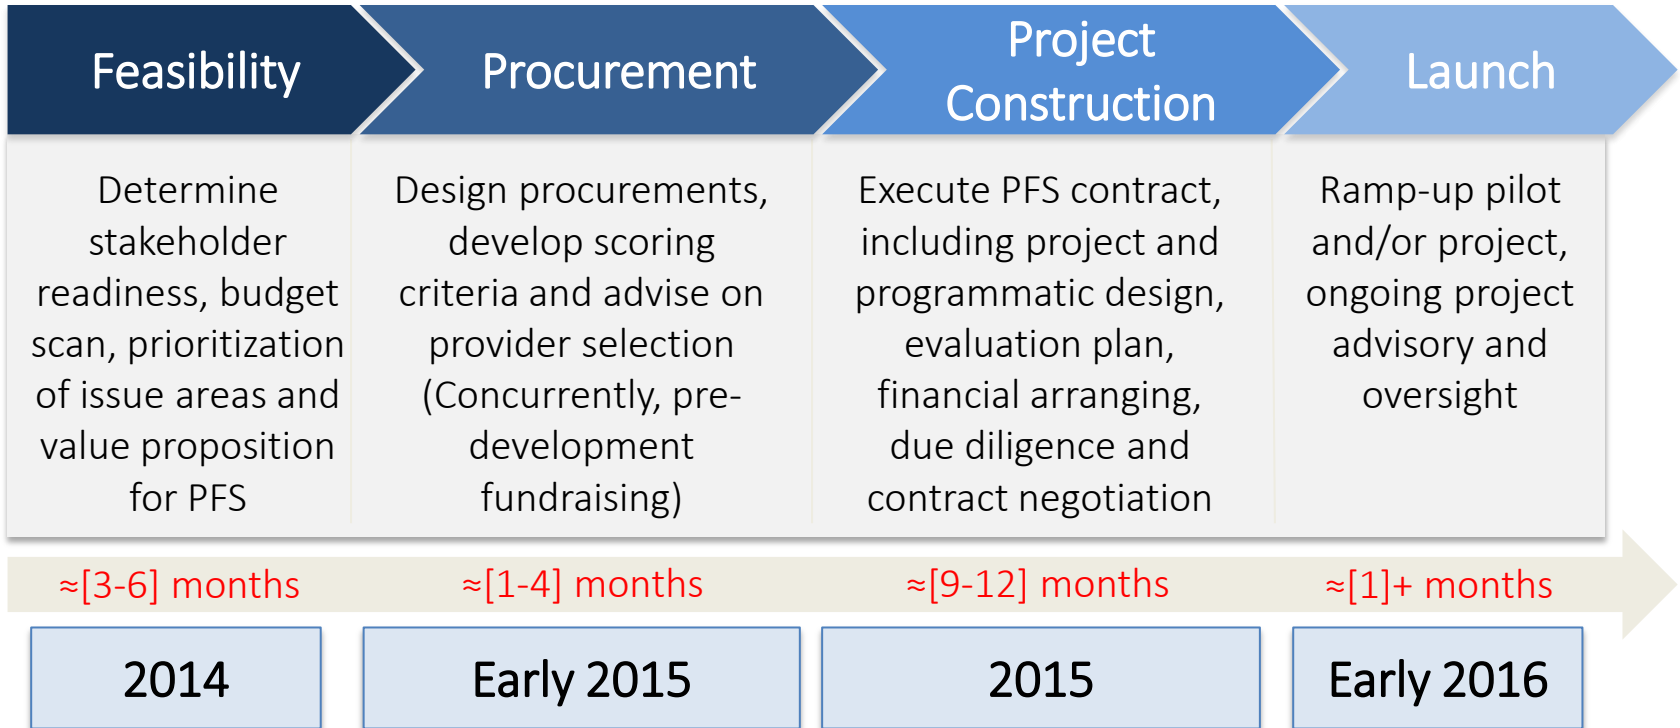 Feasibility
Procurement
Project
Construction
Launch
Determine
stakeholder
readiness, budget
scan, prioritization
of issue areas and
value proposition
for PFS
Design procurements,
develop scoring
criteria and advise on
provider selection
(Concurrently, pre-
development
fundraising)
Execute PFS contract,
including project and
programmatic design,
evaluation plan,
financial arranging,
due diligence and
contract negotiation
Ramp-up pilot
and/or project,
ongoing project
advisory and
oversight
≈[3-6] months
≈[1-4] months
≈[9-12] months
≈[1]+ months
2014
Early 2015
2015
Early 2016